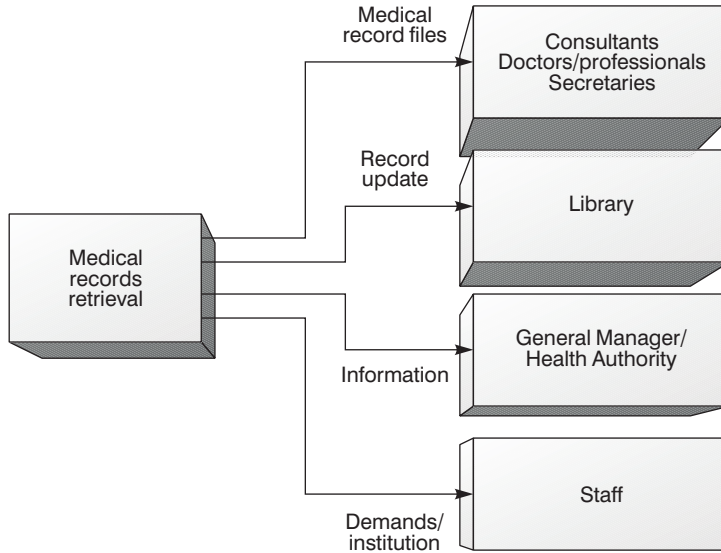 Medical
record files
Consultants
Doctors/professionals
Secretaries
Record
update
Library
Medical
records
retrieval
General Manager/
Health Authority
Information
Staff
Demands/
institution